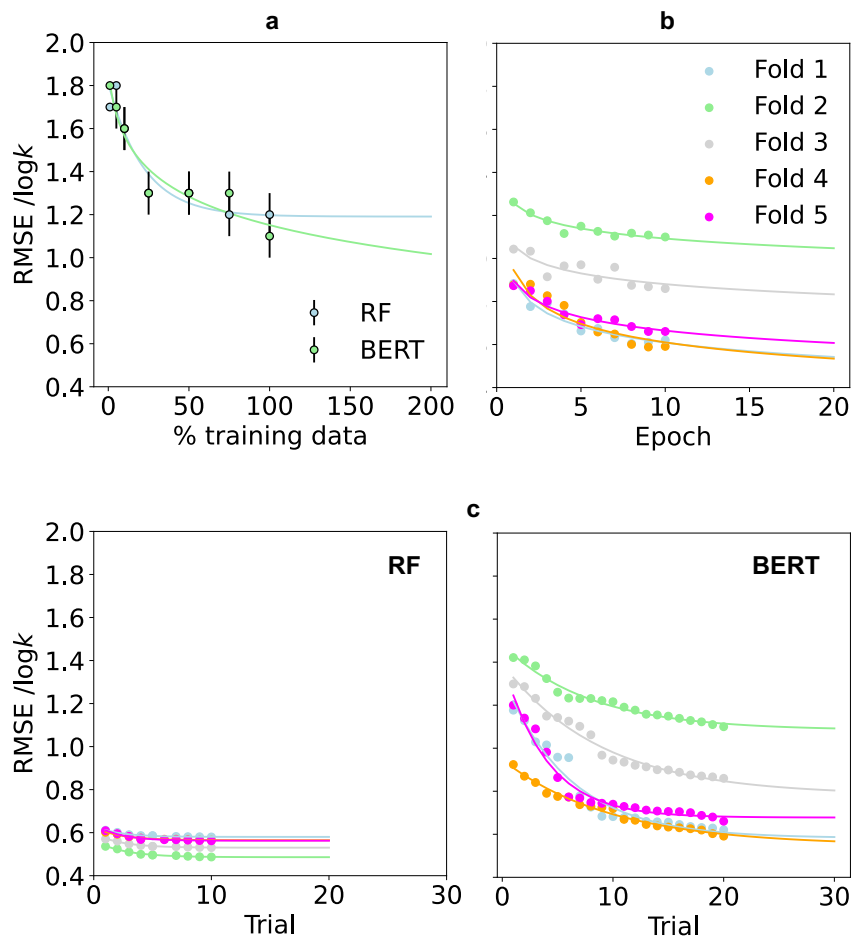 a
b
2.0
1.8
1.6
1.4
1.2
1.0
0.8
0.6
0.4
RMSE /logk
RF
BERT
0 50 100 150 200
% training data
Fold 1
Fold 2
Fold 3
Fold 4
Fold 5
0 5 10 15 20
Epoch
c
2.0
1.8
1.6
1.4
1.2
1.0
0.8
0.6
0.4
RMSE /logk
RF
0 10 20 30
Trial
BERT
0 10 20 30
Trial